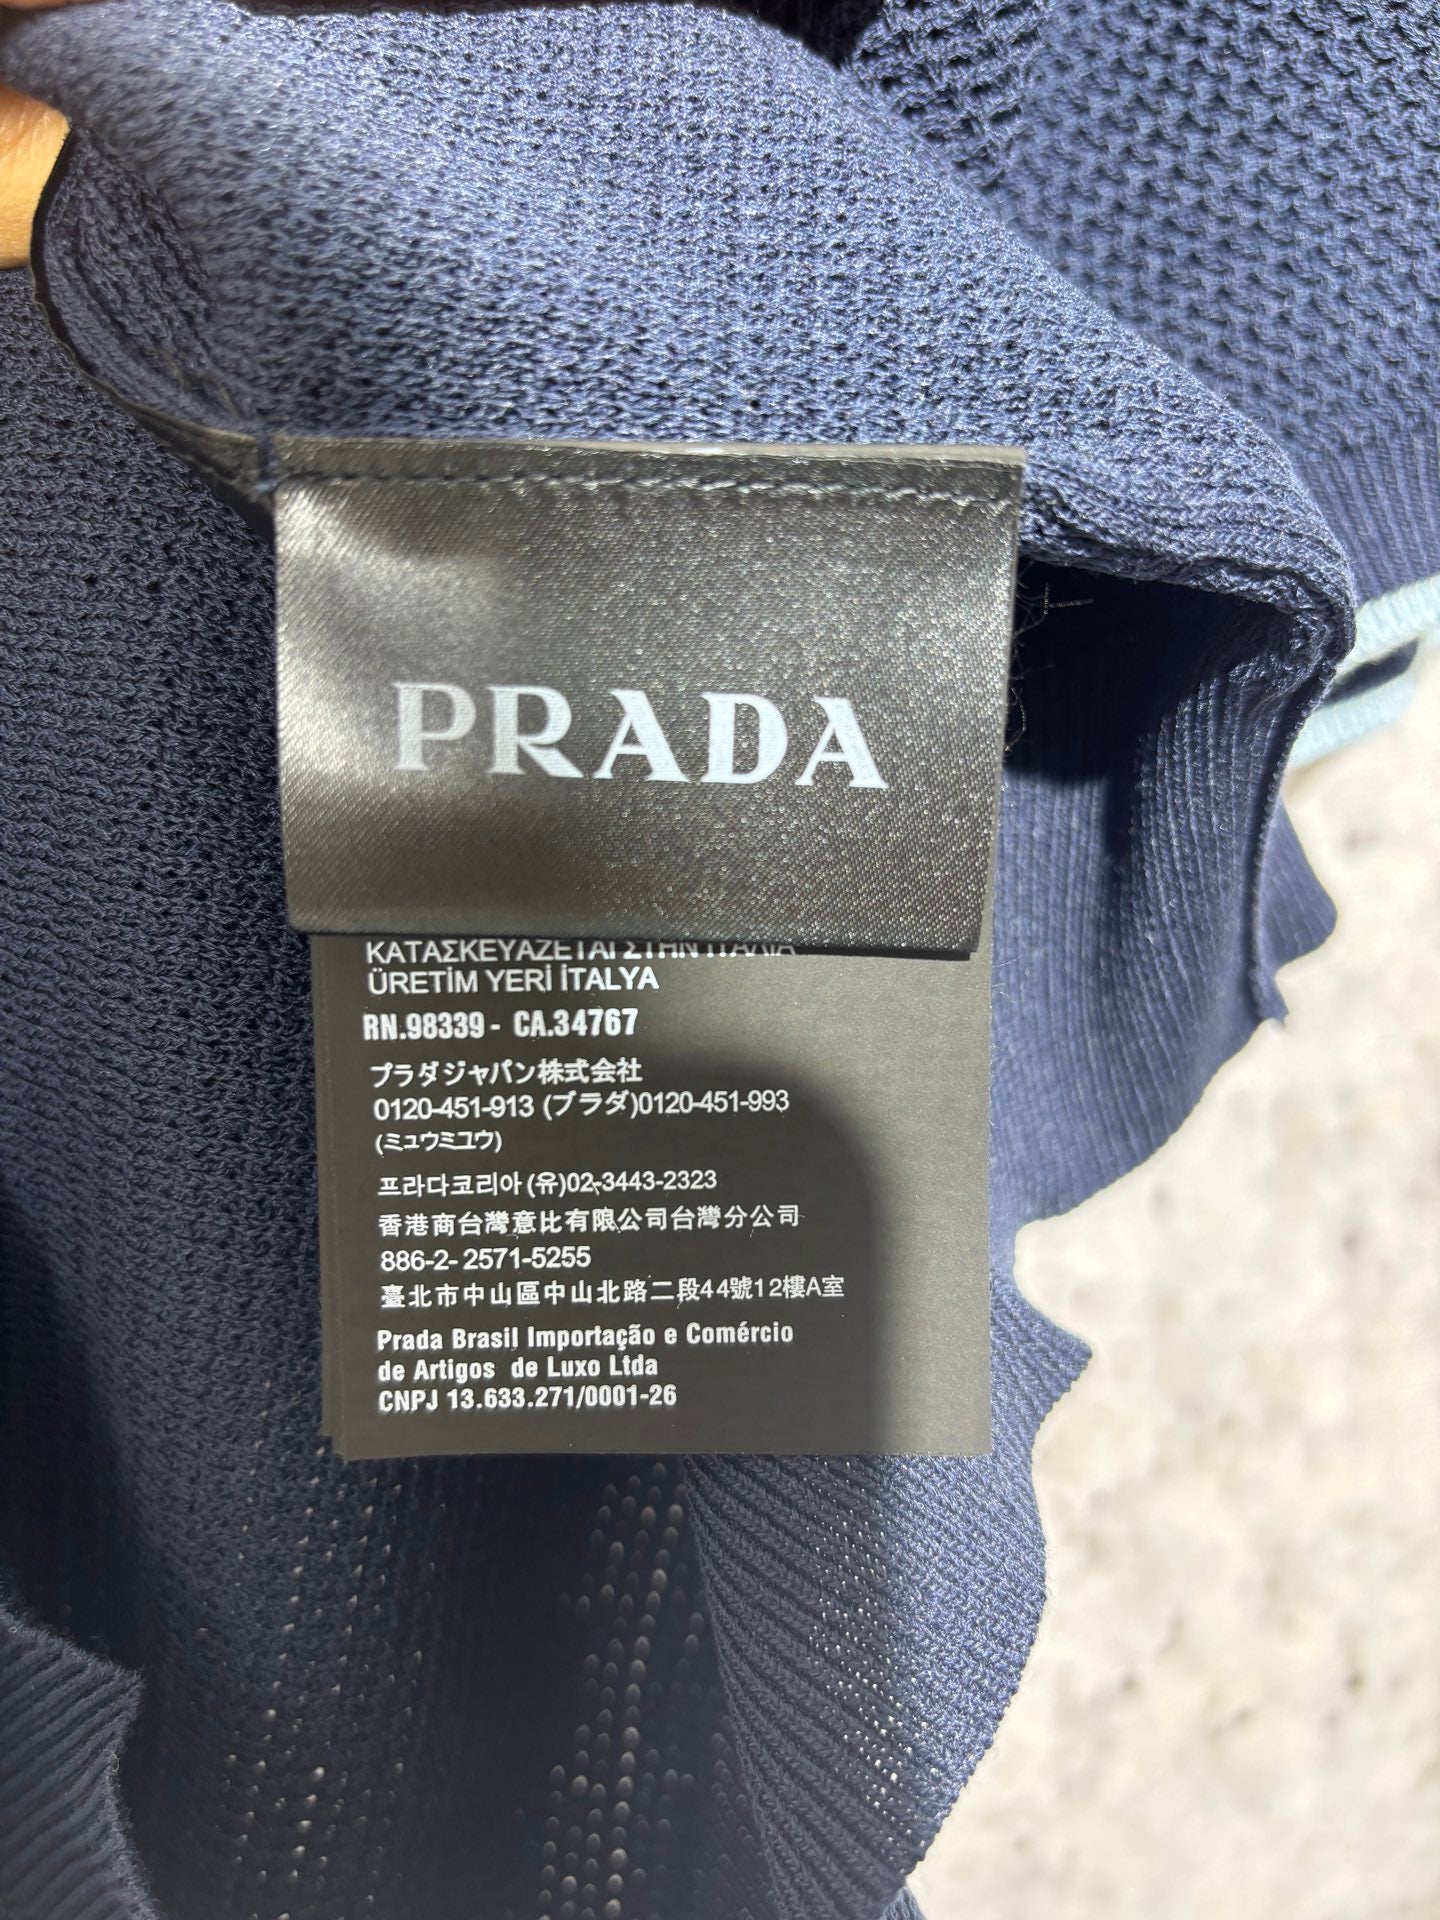 PRADA
ΚΑΤΑΣΚΕΥΑΖΕΤΑΙ ΣΤΗΝ ΙΤΑΛΙΑ
ÜRETİM YERİ İTALYA
RN.98339 - CA.34767
プラダジャパン株式会社
0120-451-913 (プラダ)0120-451-993
(ミュウミュウ)
프라다코리아(유)02-3443-2323
香港商台灣意比有限公司台灣分公司
886-2- 2571-5255
臺北市中山區中山北路二段44號12樓A室
Prada Brasil Importação e Comércio
de Artigos de Luxo Ltda
CNPJ 13.633.271/0001-26